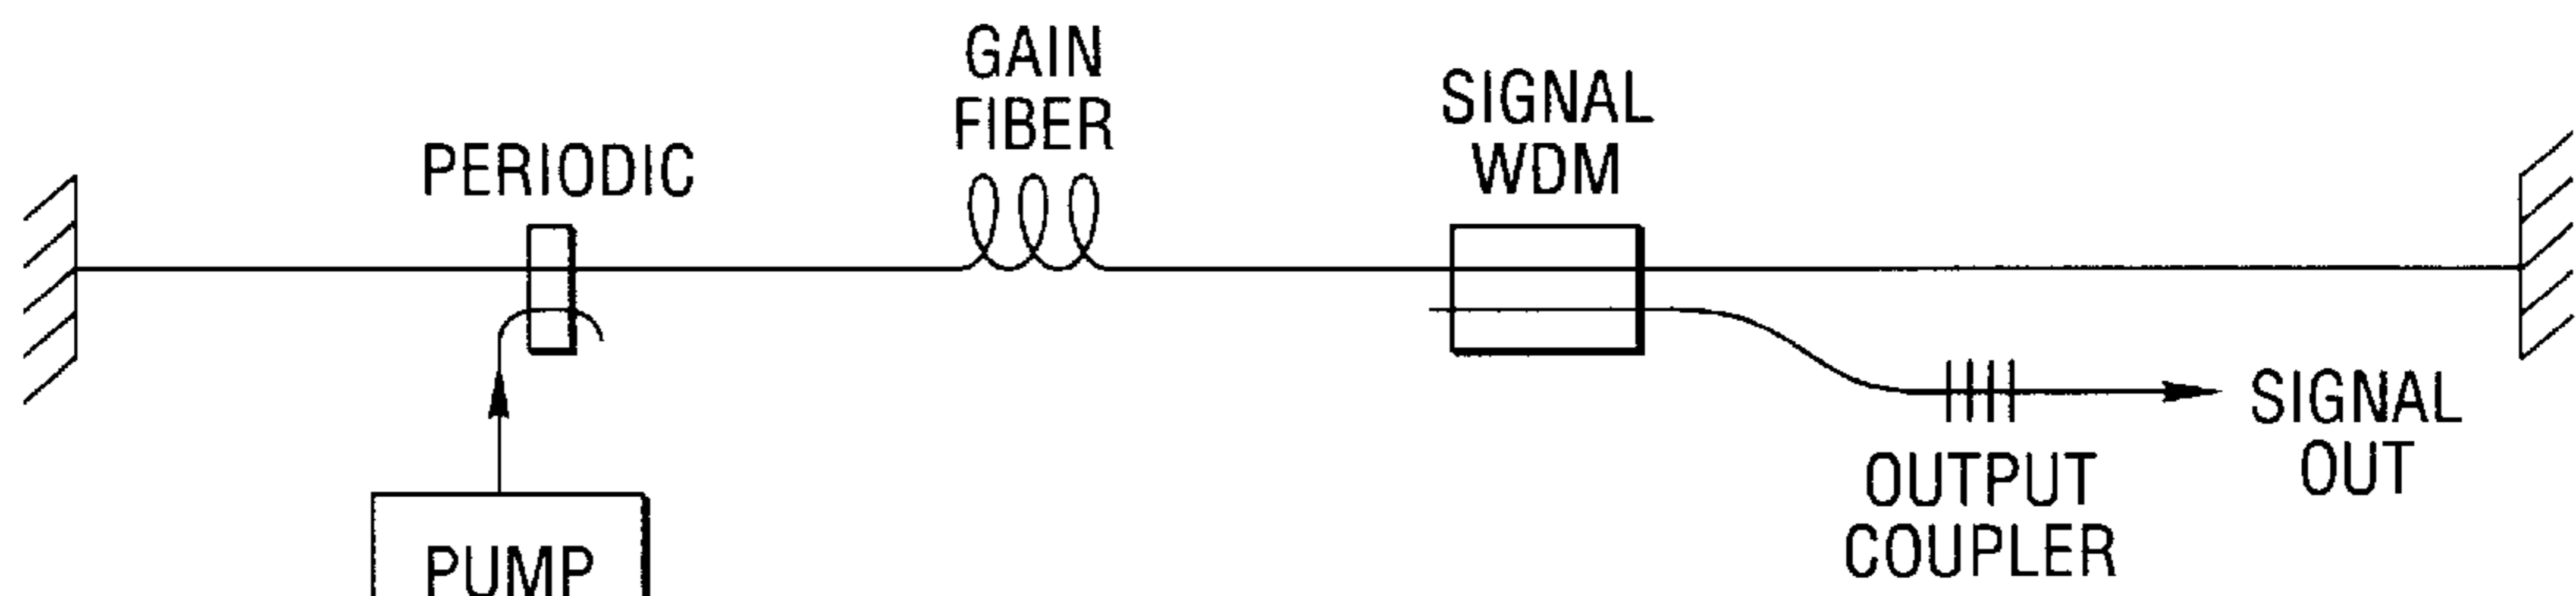 PERIODIC
GAIN
FIBER
SIGNAL
WDM
PUMP
OUTPUT
COUPLER
SIGNAL
OUT